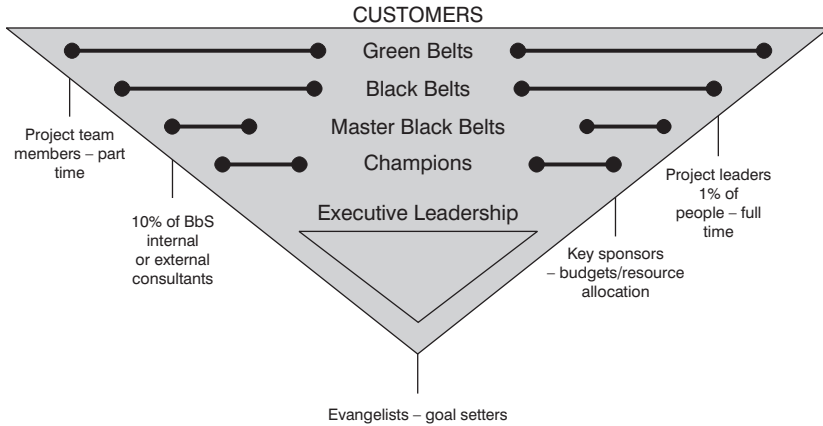 CUSTOMERS
Green Belts
Black Belts
Master Black Belts
Champions
Executive Leadership
Project team
members – part
time
10% of BbS
internal
or external
consultants
Project leaders
1% of
people – full
time
Key sponsors
– budgets/resource
allocation
Evangelists – goal setters